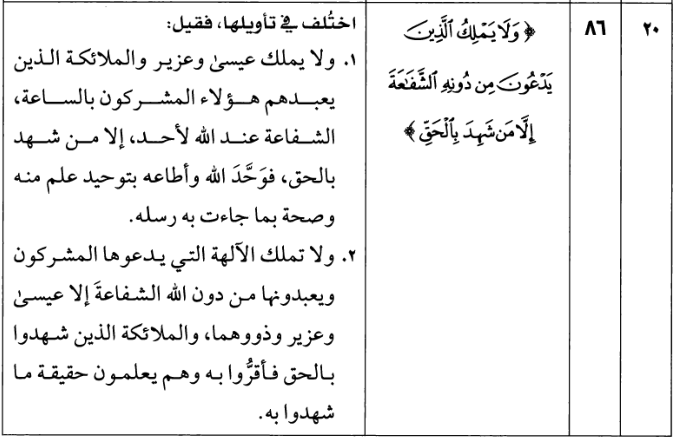 ٢٠
٨٦
﴿ وَلَا يَمْلِكُ ٱلَّذِينَ
يَدْعُونَ مِن دُونِهِ ٱلشَّفَٰعَةَ
إِلَّا مَن شَهِدَ بِٱلْحَقِّ ﴾
اختُلف في تأويلها، فقيل:
١. ولا يملك عيسىٰ وعزير والملائكة الذين
يعبدهم هؤلاء المشركون بالساعة،
الشفاعة عند الله لأحد، إلا من شهد
بالحق، فوَحَّدَ الله وأطاعه بتوحيد علم منه
وصحة بما جاءت به رسله.
٢. ولا تملك الآلهة التي يدعوها المشركون
ويعبدونها من دون الله الشفاعةَ إلا عيسىٰ
وعزير وذووهما، والملائكة الذين شهدوا
بالحق فأقرُّوا به وهم يعلمون حقيقة ما
شهدوا به.